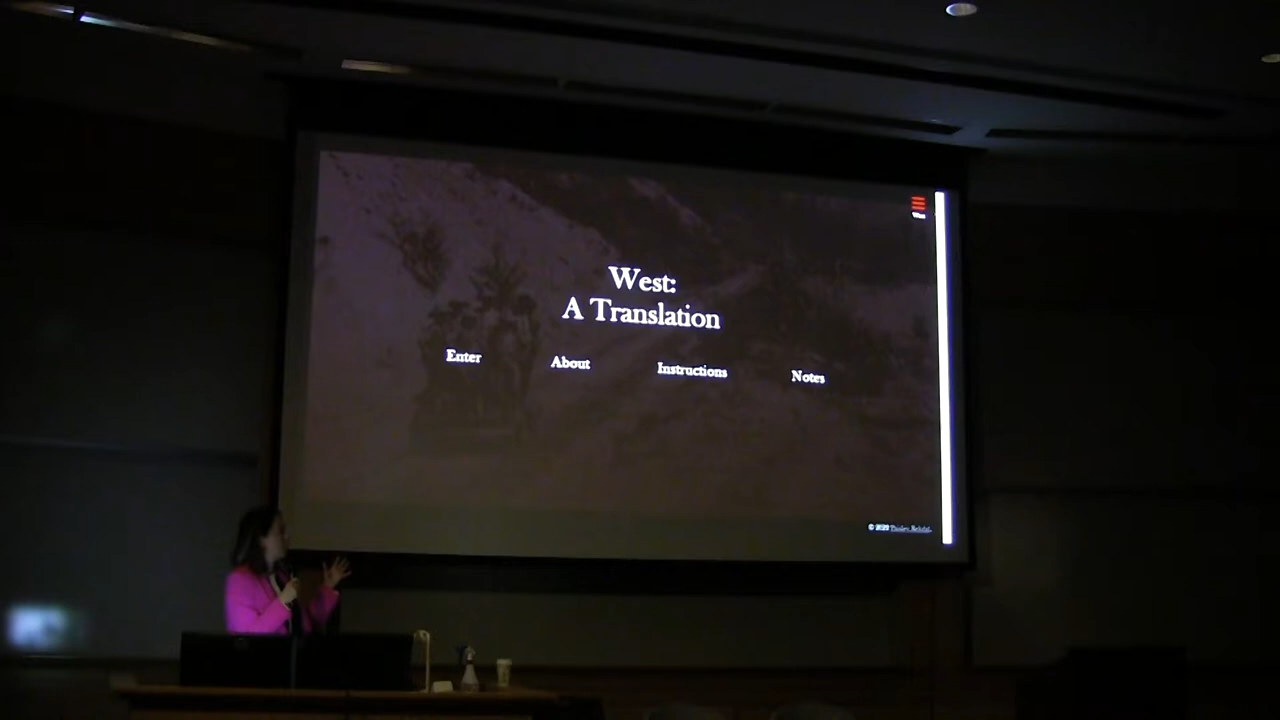 West:
A Translation
Enter
About
Instructions
Notes